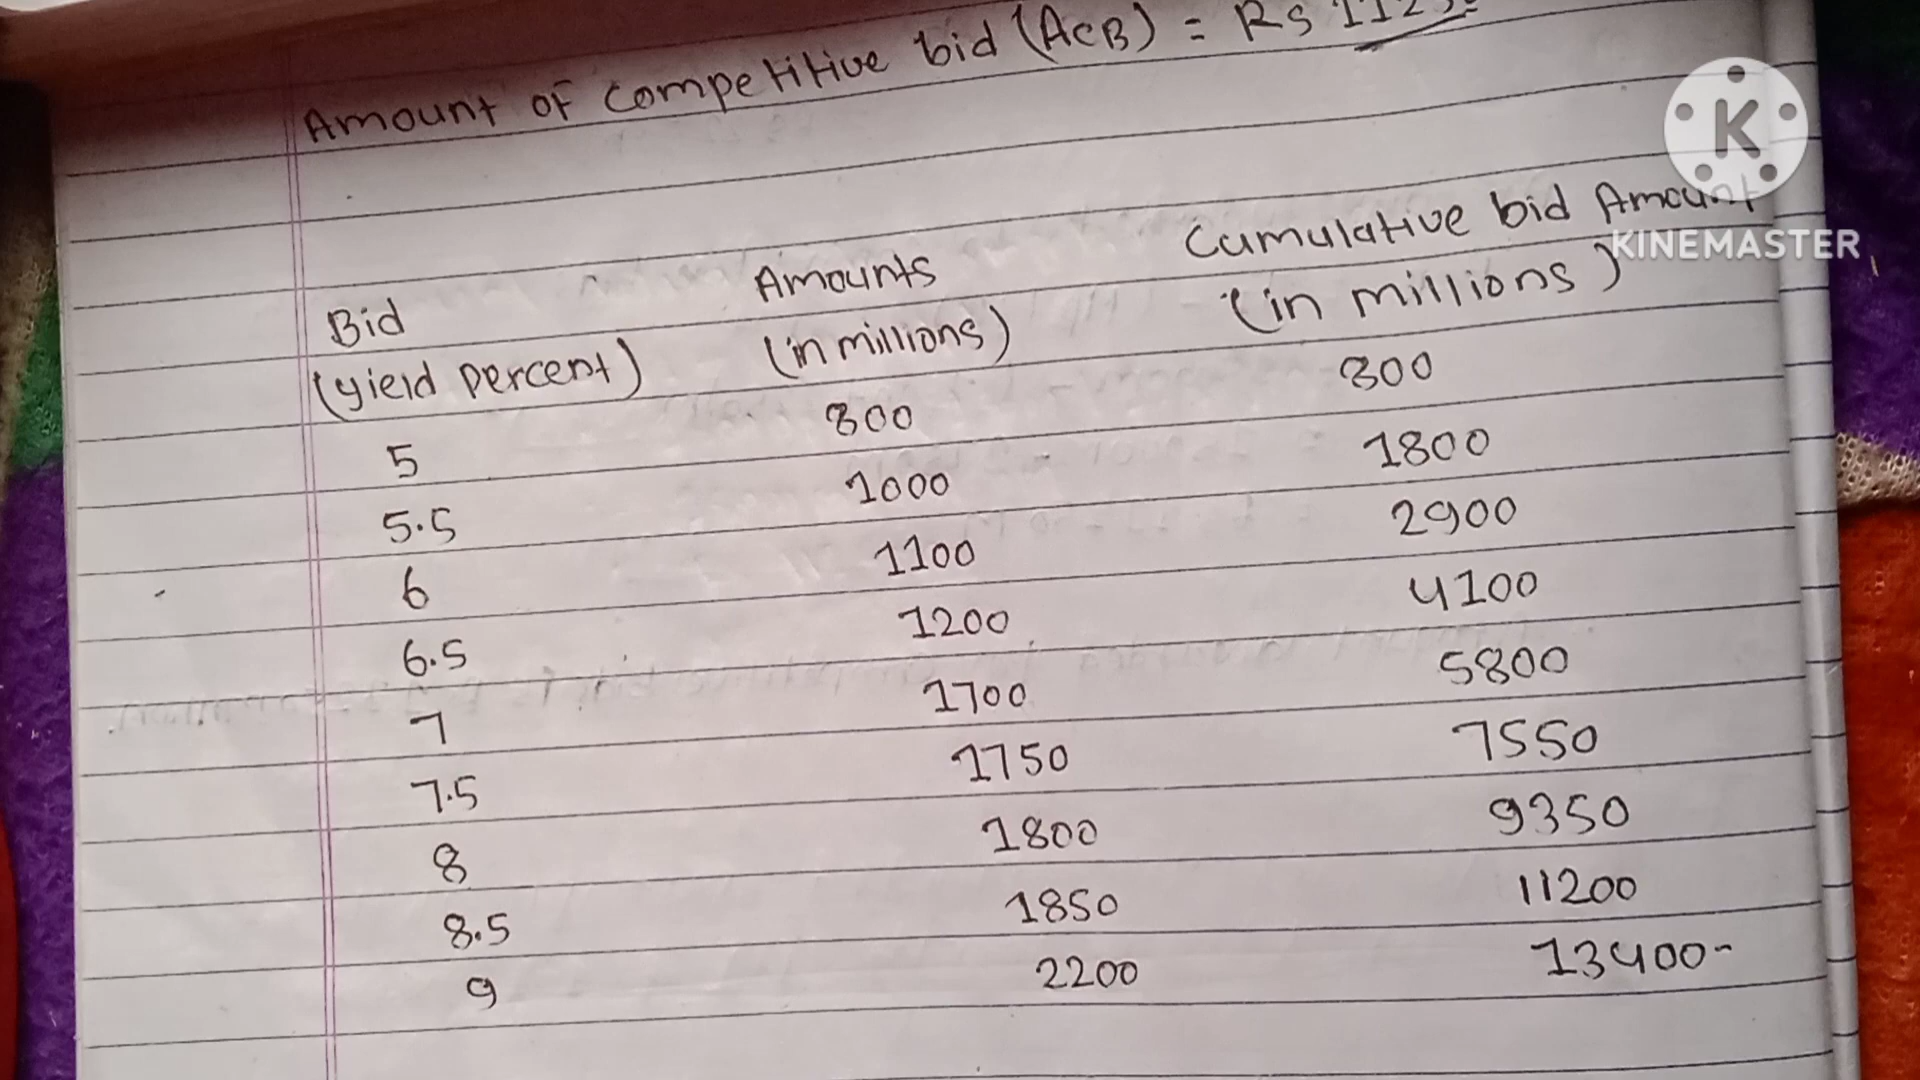 Amount of competitive bid (ACB) = Rs
K
KINEMASTER
Bid Amounts Cumulative bid Amount
(yield percent) (in millions) (in millions)
5 800 800
5.5 1000 1800
6 1100 2900
6.5 1200 4100
7 1700 5800
7.5 1750 7550
8 1800 9350
8.5 1850 11200
9 2200 13400-